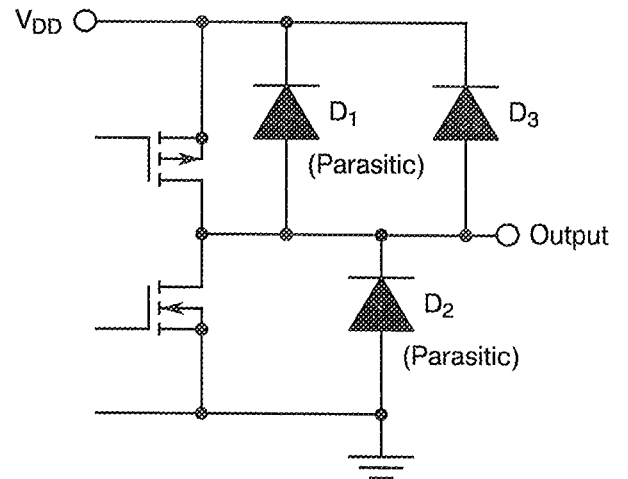 VDD
D1
(Parasitic)
D3
Output
D2
(Parasitic)